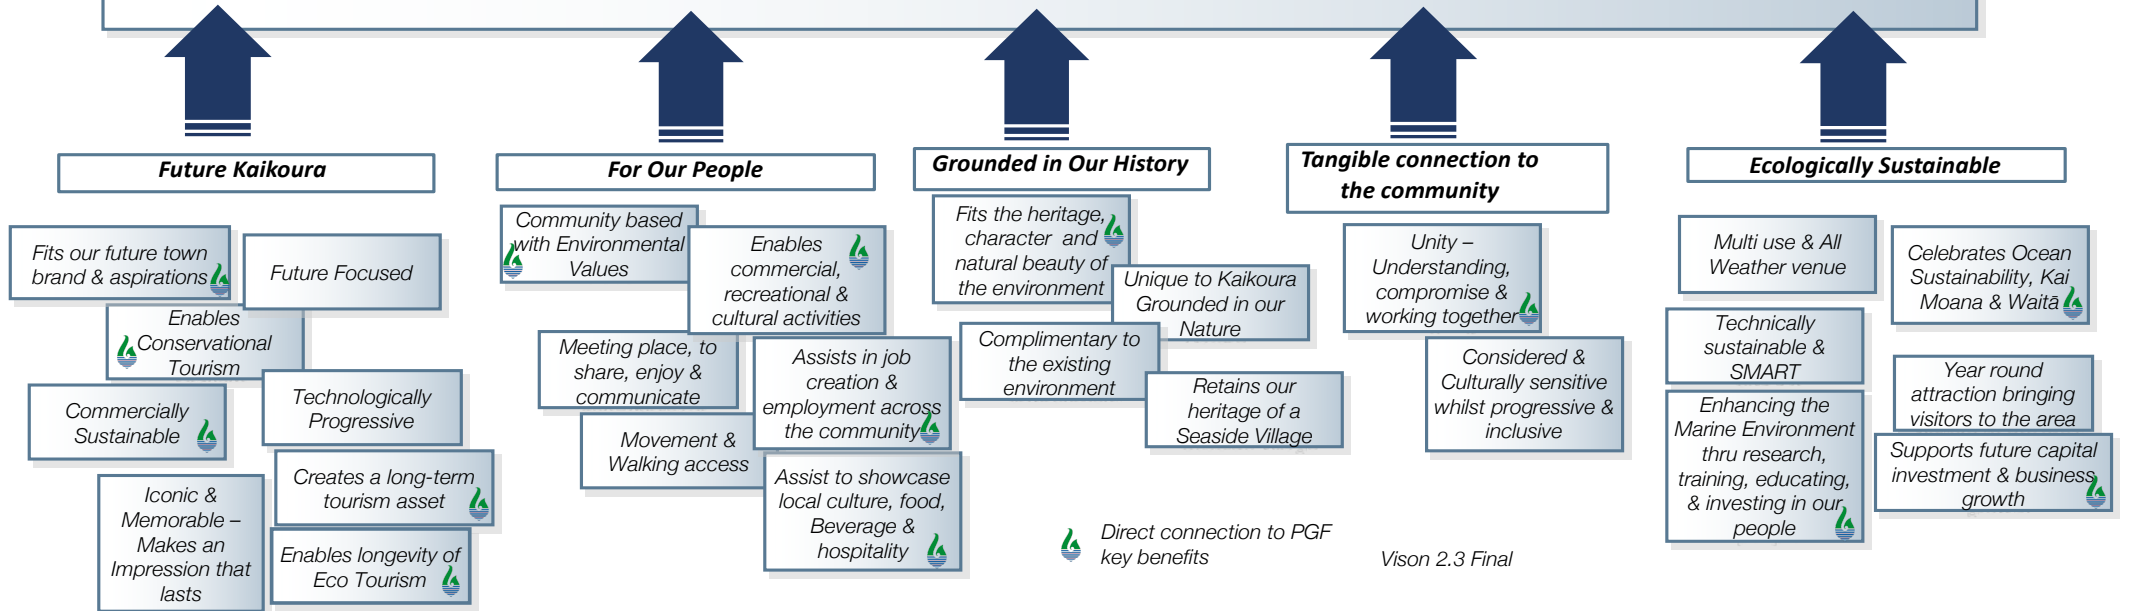 Future Kaikoura
Fits our future town
brand & aspirations
Future Focused
Enables
Conservational
Tourism
Commercially
Sustainable
Technologically
Progressive
Creates a long-term
tourism asset
Iconic &
Memorable –
Makes an
Impression that
lasts
Enables longevity of
Eco Tourism
For Our People
Community based
with Environmental
Values
Enables
commercial,
recreational &
cultural activities
Meeting place, to
share, enjoy &
communicate
Assists in job
creation &
employment across
the community
Movement &
Walking access
Assist to showcase
local culture, food,
Beverage &
hospitality
Grounded in Our History
Fits the heritage,
character and
natural beauty of
the environment
Unique to Kaikoura
Grounded in our
Nature
Complimentary to
the existing
environment
Retains our
heritage of a
Seaside Village
Tangible connection to
the community
Unity –
Understanding,
compromise &
working together
Considered &
Culturally sensitive
whilst progressive &
inclusive
Ecologically Sustainable
Multi use & All
Weather venue
Celebrates Ocean
Sustainability, Kai
Moana & Waitā
Technically
sustainable &
SMART
Year round
attraction bringing
visitors to the area
Enhancing the
Marine Environment
thru research,
training, educating,
& investing in our
people
Supports future capital
investment & business
growth
Direct connection to PGF
key benefits
Vison 2.3 Final